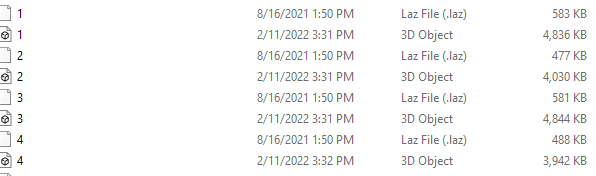 1 8/16/2021 1:50 PM Laz File (.laz) 583 KB
1 2/11/2022 3:31 PM 3D Object 4,836 KB
2 8/16/2021 1:50 PM Laz File (.laz) 477 KB
2 2/11/2022 3:31 PM 3D Object 4,030 KB
3 8/16/2021 1:50 PM Laz File (.laz) 581 KB
3 2/11/2022 3:31 PM 3D Object 4,844 KB
4 8/16/2021 1:50 PM Laz File (.laz) 488 KB
4 2/11/2022 3:32 PM 3D Object 3,942 KB